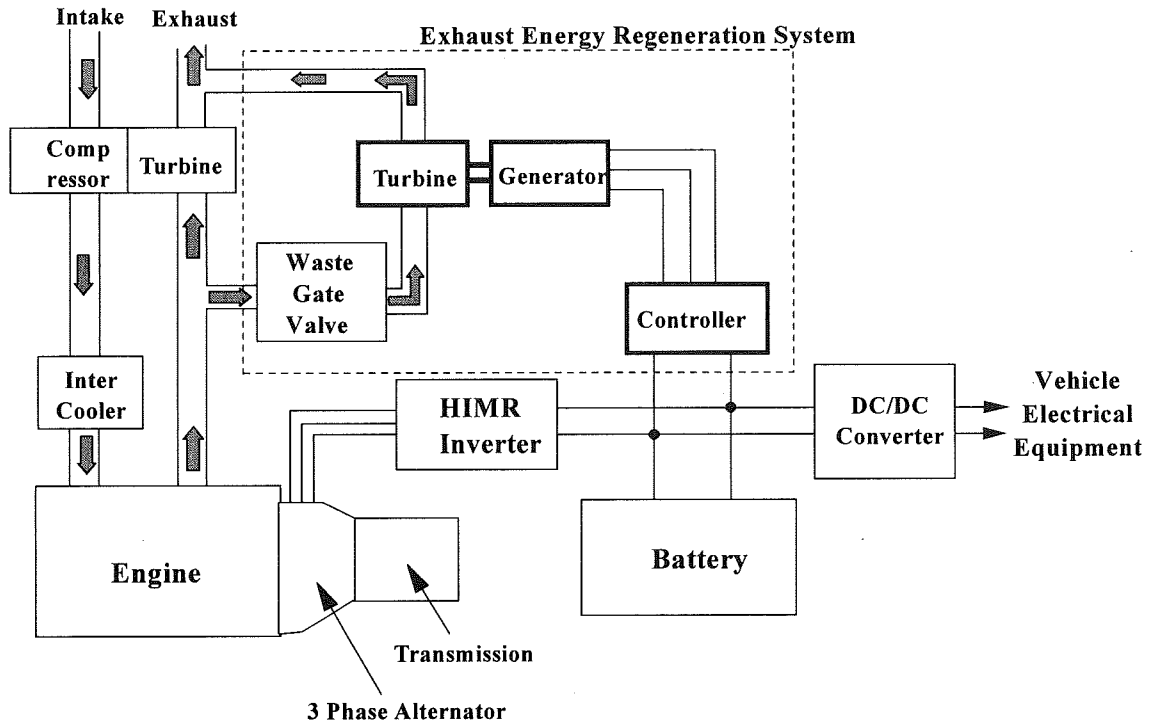 Intake
Exhaust
Exhaust Energy Regeneration System
Comp
ressor
Turbine
Turbine
Generator
Waste
Gate
Valve
Controller
Inter
Cooler
HIMR
Inverter
DC/DC
Converter
Vehicle
Electrical
Equipment
Engine
Battery
Transmission
3 Phase Alternator